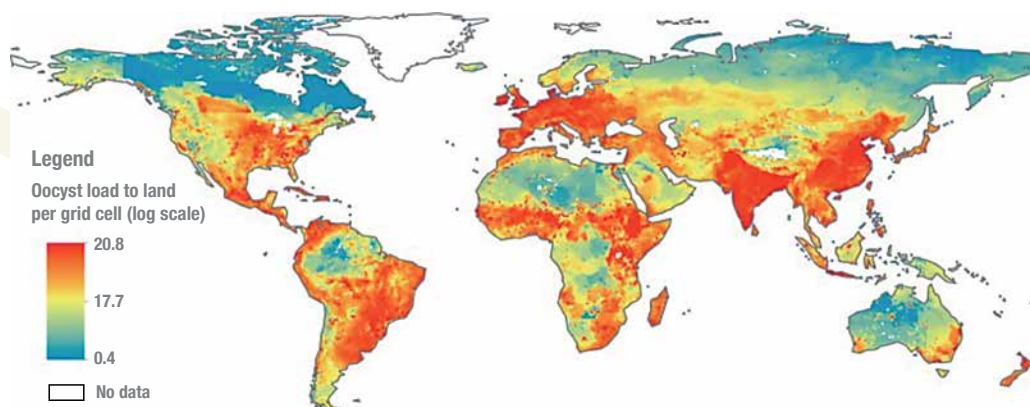 Legend
Oocyst load to land
per grid cell (log scale)
20.8
17.7
0.4
No data